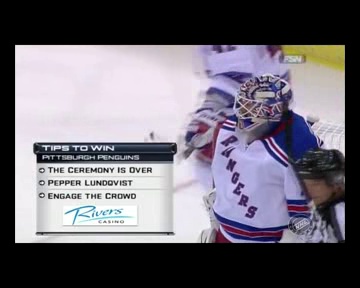 FSN
TIPS TO WIN
PITTSBURGH PENGUINS
THE CEREMONY IS OVER
PEPPER LUNDQVIST
ENGAGE THE CROWD
Rivers
CASINO
RANGERS